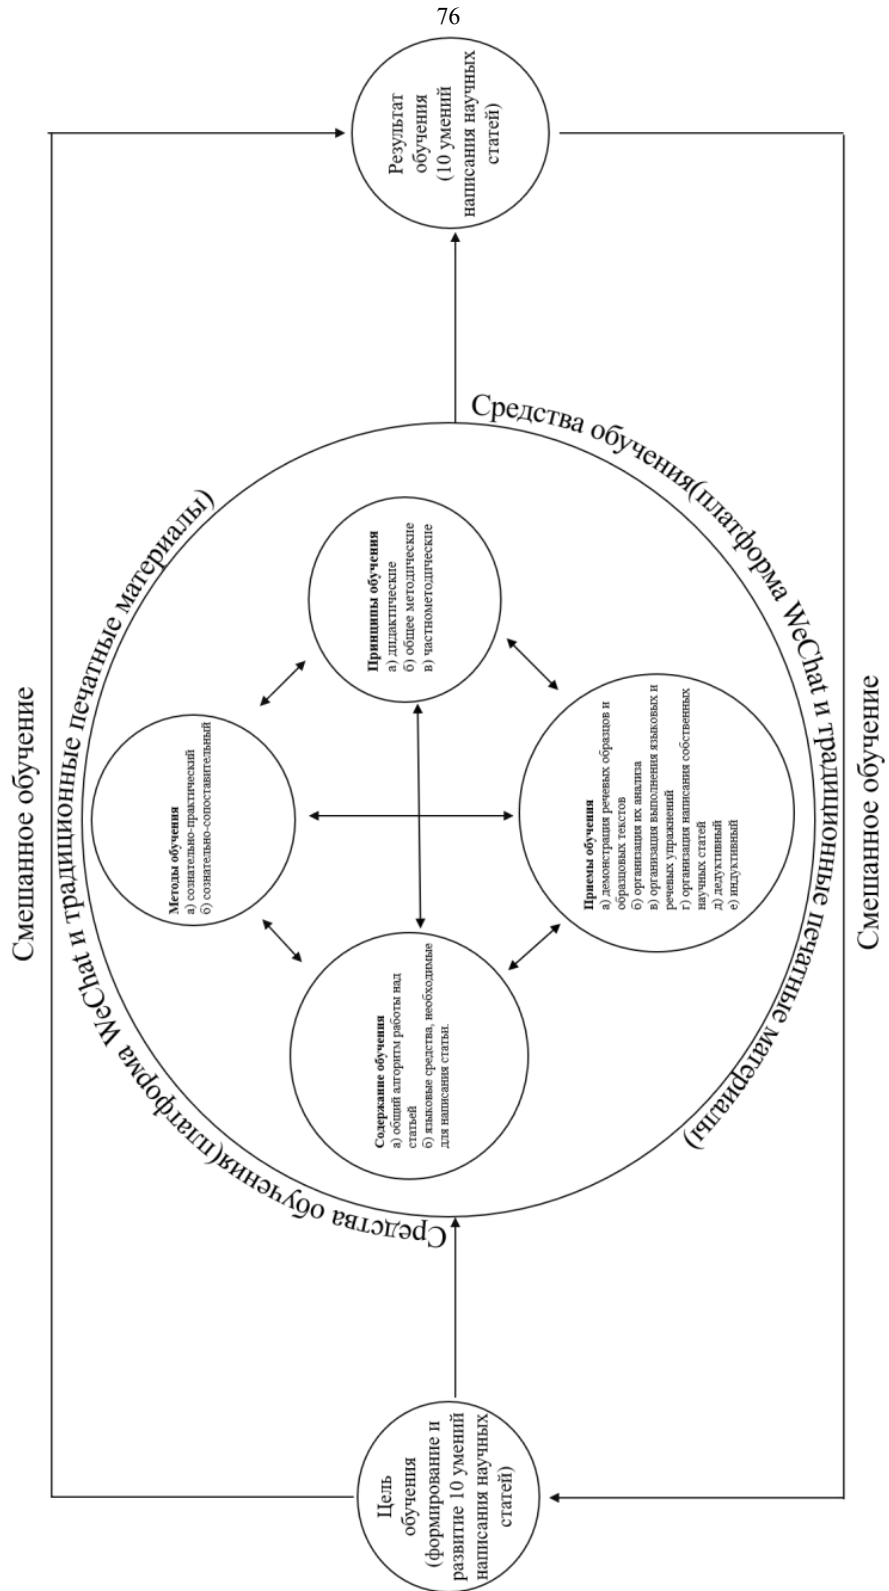 76
Смешанное обучение
Средства обучения(платформа WeChat и традиционные печатные материалы)
Цель
обучения
(формирование и
развитие 10 умений
написания научных
статей)
Методы обучения
а) сознательно-практический
б) сознательно-сопоставительный
Содержание обучения
а) общий алгоритм работы над
статьей
б) языковые средства, необходимые
для написания статьи.
Принципы обучения
а) дидактические
б) общее методические
в) частнометодические
Приемы обучения
а) демонстрация речевых образцов и
образцовых текстов
б) организация их анализа
в) организация выполнения языковых и
речевых упражнений
г) организация написания собственных
научных статей
д) дедуктивный
е) индуктивный
Результат
обучения
(10 умений
написания научных
статей)
Средства обучения(платформа WeChat и традиционные печатные материалы)
Смешанное обучение